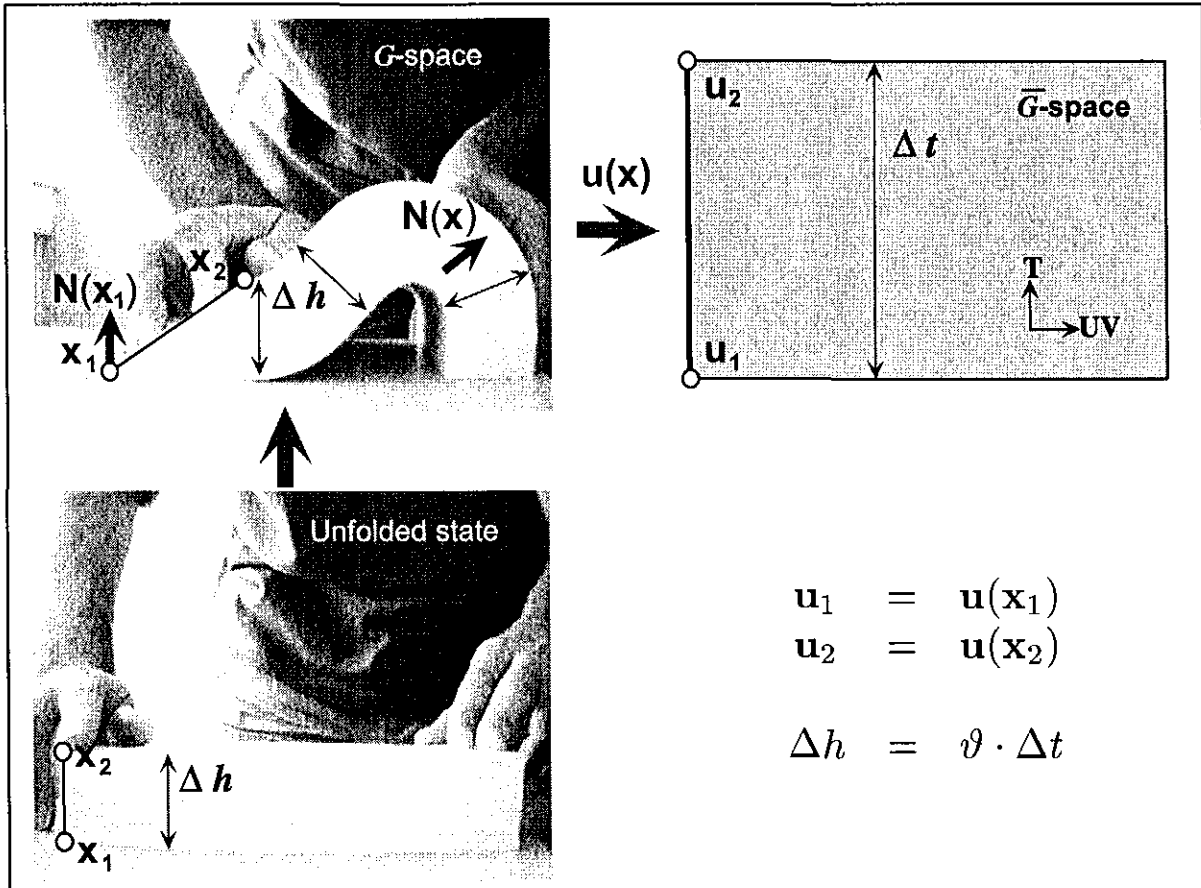 G-space
N(x)
x₂
N(x₁)
Δ h
x₁
u(x)
u₂
G̅-space
Δ t
T
UV
u₁
Unfolded state
x₂
Δ h
x₁
u₁ = u(x₁)
u₂ = u(x₂)
Δh = ϑ · Δt